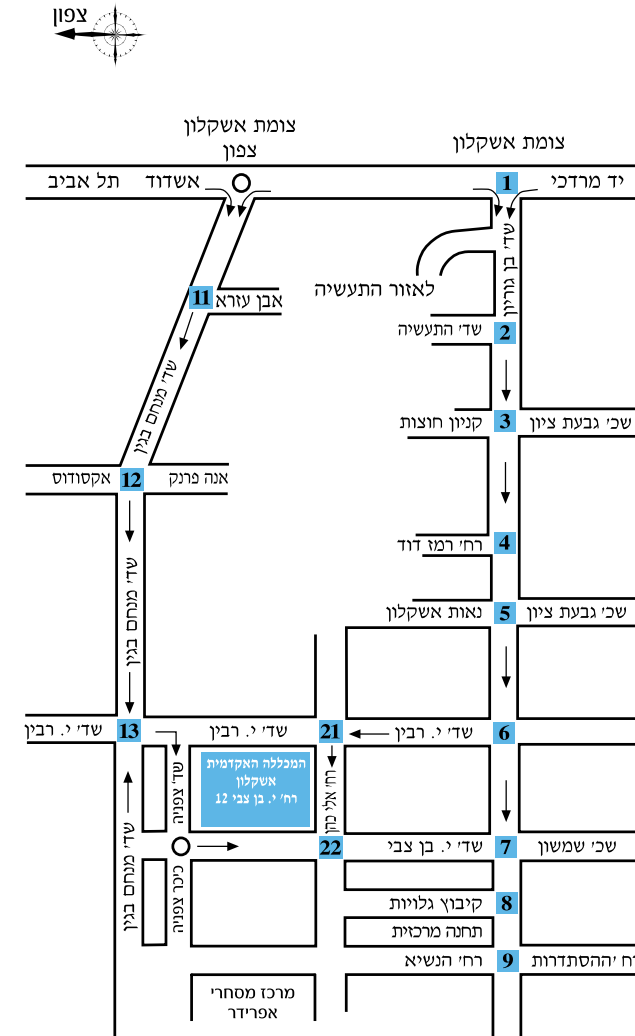 צפון
צומת אשקלון
צפון
צומת אשקלון
תל אביב
אשדוד
1
יד מרדכי
שד׳ בן גוריון
לאזור התעשיה
11
אבן עזרא
שד׳ התעשיה
2
שד׳ מנחם בגין
קניון חוצות
3
שכ׳ גבעת ציון
אקסודוס
12
אנה פרנק
רח׳ רמז דוד
4
שד׳ מנחם בגין
נאות אשקלון
5
שכ׳ גבעת ציון
שד׳ י. רבין
13
שד׳ י. רבין
21
שד׳ י. רבין
6
שד׳ צפניה
המכללה האקדמית
אשקלון
רח׳ י. בן צבי 12
רח׳ אלי כהן
שד׳ מנחם בגין
כיכר צפניה
22
שד׳ י. בן צבי
7
שכ׳ שמשון
קיבוץ גלויות
8
תחנה מרכזית
רח׳ הנשיא
9
רח ׳ההסתדרות
מרכז מסחרי
אפרידר